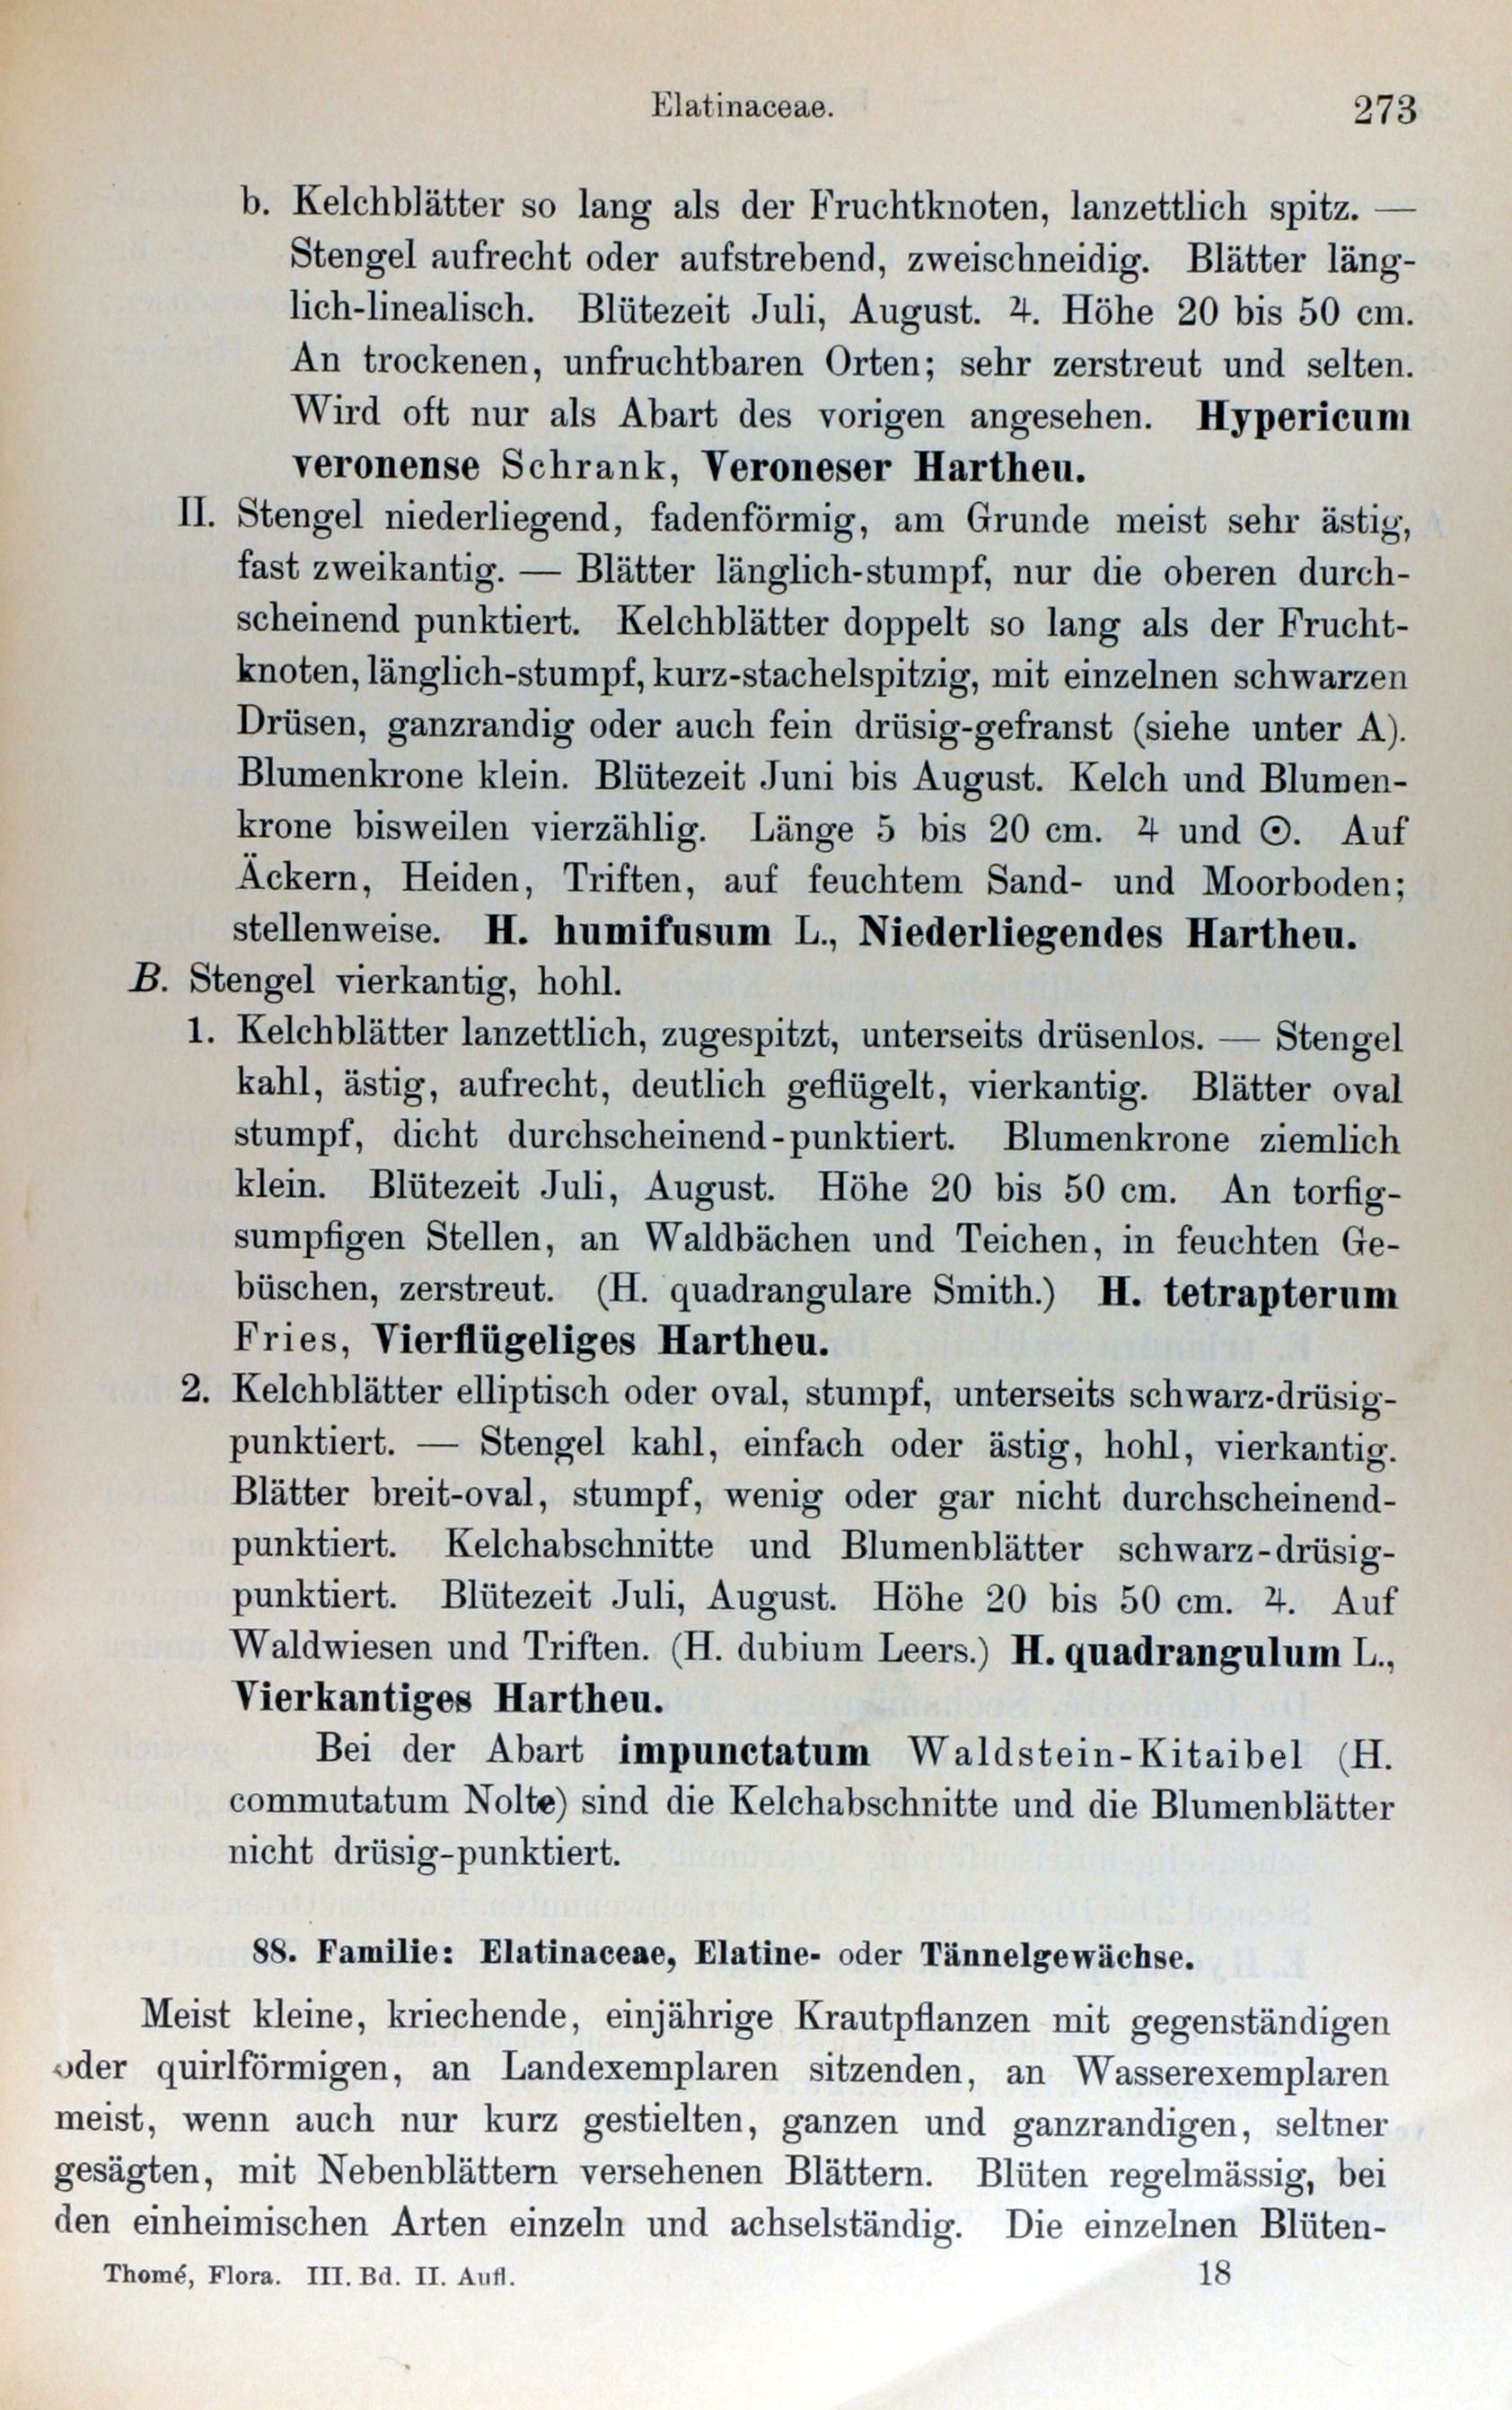 Elatinaceae. 273
b. Kelchblätter so lang als der Fruchtknoten, lanzettlich spitz. —
Stengel aufrecht oder aufstrebend, zweischneidig. Blätter läng-
lich-linealisch. Blütezeit Juli, August. ♃. Höhe 20 bis 50 cm.
An trockenen, unfruchtbaren Orten; sehr zerstreut und selten.
Wird oft nur als Abart des vorigen angesehen. Hypericum
veronense Schrank, Veroneser Hartheu.
II. Stengel niederliegend, fadenförmig, am Grunde meist sehr ästig,
fast zweikantig. — Blätter länglich-stumpf, nur die oberen durch-
scheinend punktiert. Kelchblätter doppelt so lang als der Frucht-
knoten, länglich-stumpf, kurz-stachelspitzig, mit einzelnen schwarzen
Drüsen, ganzrandig oder auch fein drüsig-gefranst (siehe unter A).
Blumenkrone klein. Blütezeit Juni bis August. Kelch und Blumen-
krone bisweilen vierzählig. Länge 5 bis 20 cm. ♃ und ⊙. Auf
Äckern, Heiden, Triften, auf feuchtem Sand- und Moorboden;
stellenweise. H. humifusum L., Niederliegendes Hartheu.
B. Stengel vierkantig, hohl.
1. Kelchblätter lanzettlich, zugespitzt, unterseits drüsenlos. — Stengel
kahl, ästig, aufrecht, deutlich geflügelt, vierkantig. Blätter oval
stumpf, dicht durchscheinend-punktiert. Blumenkrone ziemlich
klein. Blütezeit Juli, August. Höhe 20 bis 50 cm. An torfig-
sumpfigen Stellen, an Waldbächen und Teichen, in feuchten Ge-
büschen, zerstreut. (H. quadrangulare Smith.) H. tetrapterum
Fries, Vierflügeliges Hartheu.
2. Kelchblätter elliptisch oder oval, stumpf, unterseits schwarz-drüsig-
punktiert. — Stengel kahl, einfach oder ästig, hohl, vierkantig.
Blätter breit-oval, stumpf, wenig oder gar nicht durchscheinend-
punktiert. Kelchabschnitte und Blumenblätter schwarz-drüsig-
punktiert. Blütezeit Juli, August. Höhe 20 bis 50 cm. ♃. Auf
Waldwiesen und Triften. (H. dubium Leers.) H. quadrangulum L.,
Vierkantiges Hartheu.
Bei der Abart impunctatum Waldstein-Kitaibel (H.
commutatum Nolte) sind die Kelchabschnitte und die Blumenblätter
nicht drüsig-punktiert.
88. Familie: Elatinaceae, Elatine- oder Tännelgewächse.
Meist kleine, kriechende, einjährige Krautpflanzen mit gegenständigen
oder quirlförmigen, an Landexemplaren sitzenden, an Wasserexemplaren
meist, wenn auch nur kurz gestielten, ganzen und ganzrandigen, seltner
gesägten, mit Nebenblättern versehenen Blättern. Blüten regelmässig, bei
den einheimischen Arten einzeln und achselständig. Die einzelnen Blüten-
Thomé, Flora. III. Bd. II. Aufl. 18